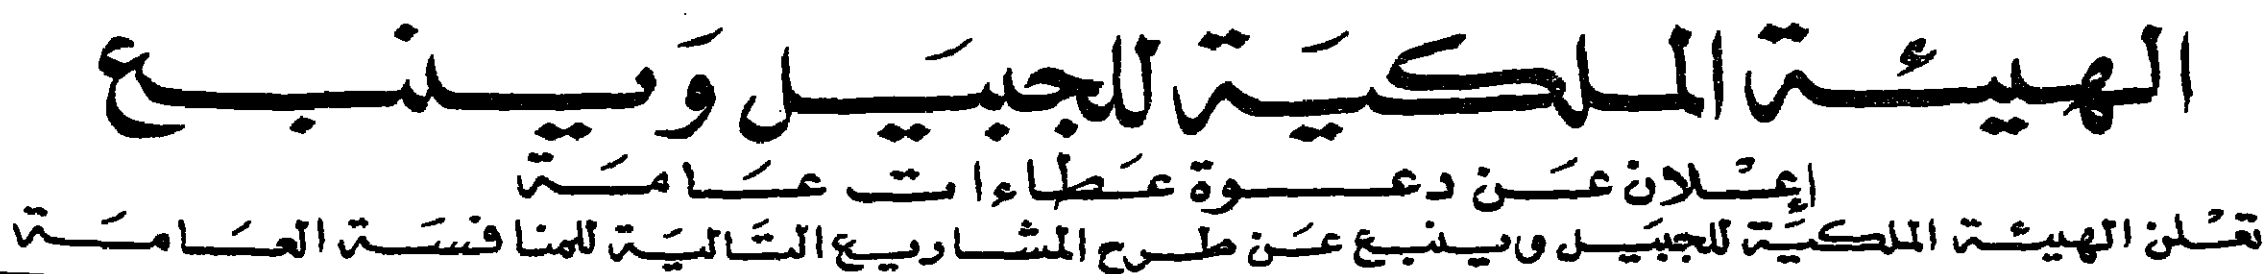 الهيئة الملكية للجبيل وينبع
إعلان عن دعوة عطاءات عامة
تعلن الهيئة الملكية للجبيل وينبع عن طرح المشاريع التالية للمنافسة العامة